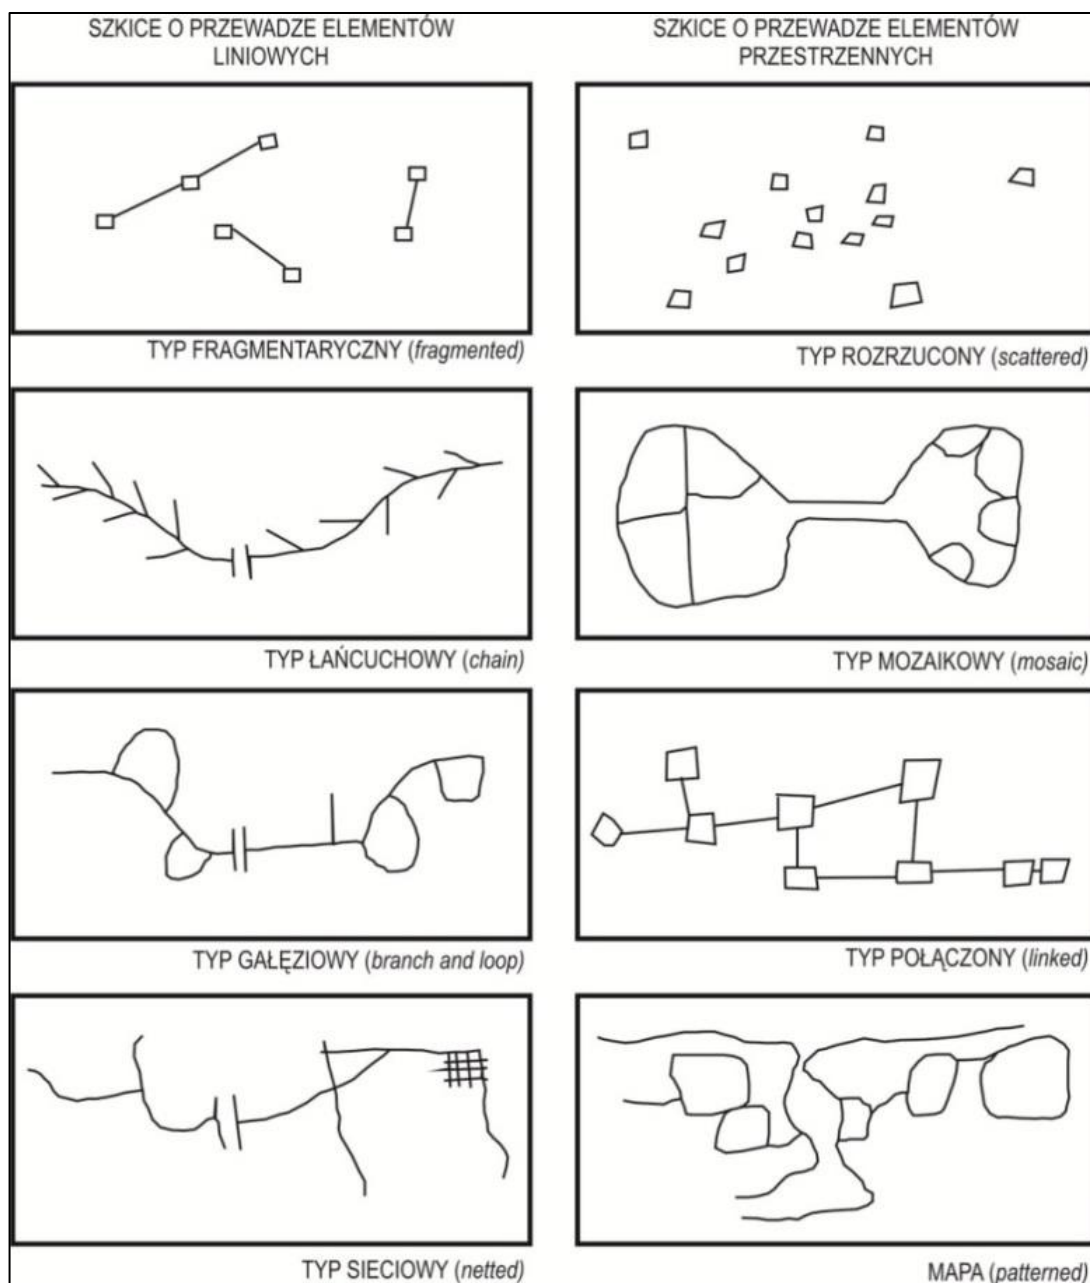 SZKICE O PRZEWADZE ELEMENTÓW
LINIOWYCH
SZKICE O PRZEWADZE ELEMENTÓW
PRZESTRZENNYCH
TYP FRAGMENTARYCZNY (fragmented)
TYP ROZRZUCONY (scattered)
TYP ŁAŃCUCHOWY (chain)
TYP MOZAIKOWY (mosaic)
TYP GAŁĘZIOWY (branch and loop)
TYP POŁĄCZONY (linked)
TYP SIECIOWY (netted)
MAPA (patterned)